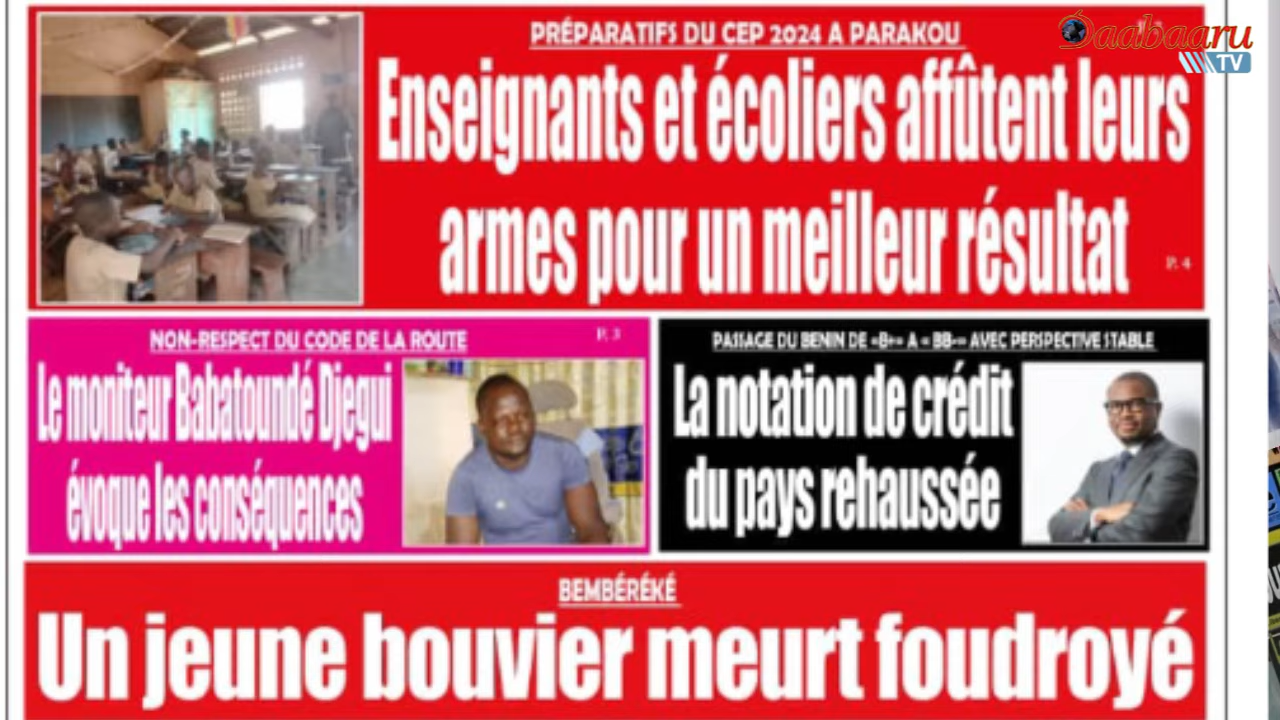 Daabaaru
TV
PRÉPARATIFS DU CEP 2024 A PARAKOU
Enseignants et écoliers affûtent leurs
armes pour un meilleur résultat
P. 4
NON-RESPECT DU CODE DE LA ROUTE
P. 3
Le moniteur Babatoundé Djegui
évoque les conséquences
PASSAGE DU BENIN DE «B+» A « BB-» AVEC PERSPECTIVE STABLE
La notation de crédit
du pays rehaussée
BEMBÉRÉKÉ
Un jeune bouvier meurt foudroyé